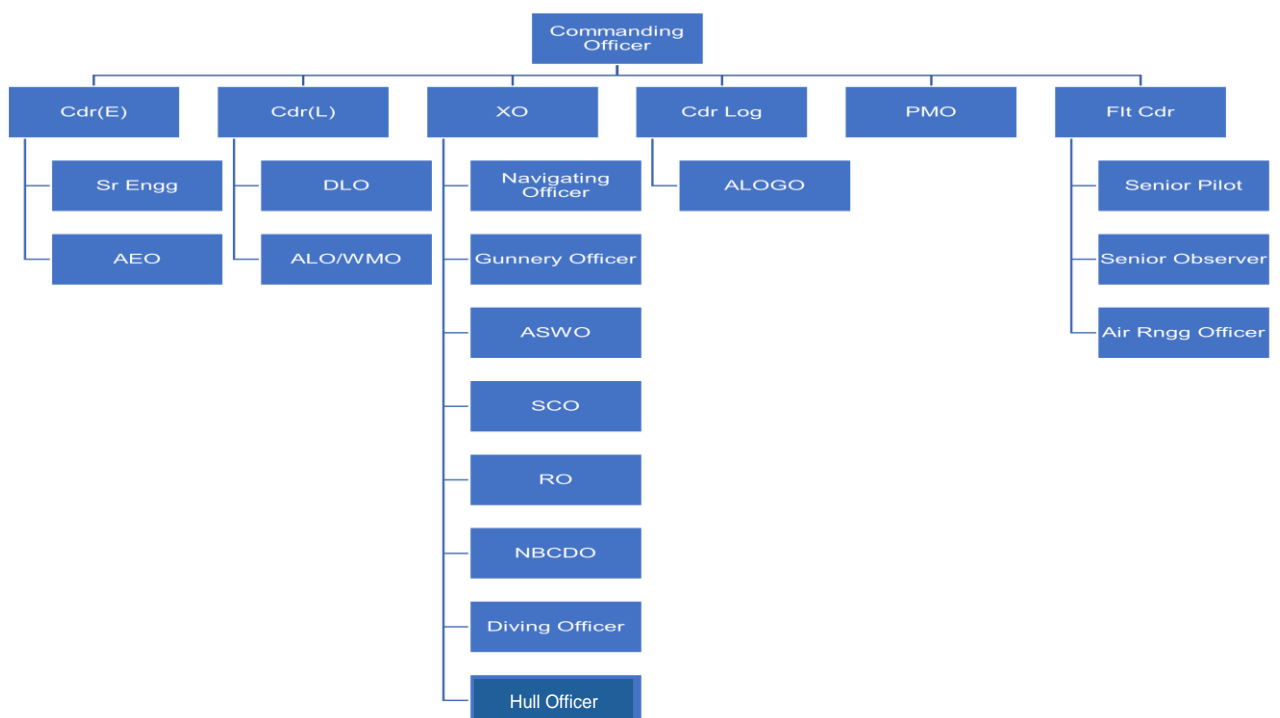 Commanding
Officer
Cdr(E)
Cdr(L)
XO
Cdr Log
PMO
Flt Cdr
Sr Engg
DLO
Navigating
Officer
ALOGO
Senior Pilot
AEO
ALO/WMO
Gunnery Officer
Senior Observer
ASWO
Air Rngg Officer
SCO
RO
NBCDO
Diving Officer
Hull Officer